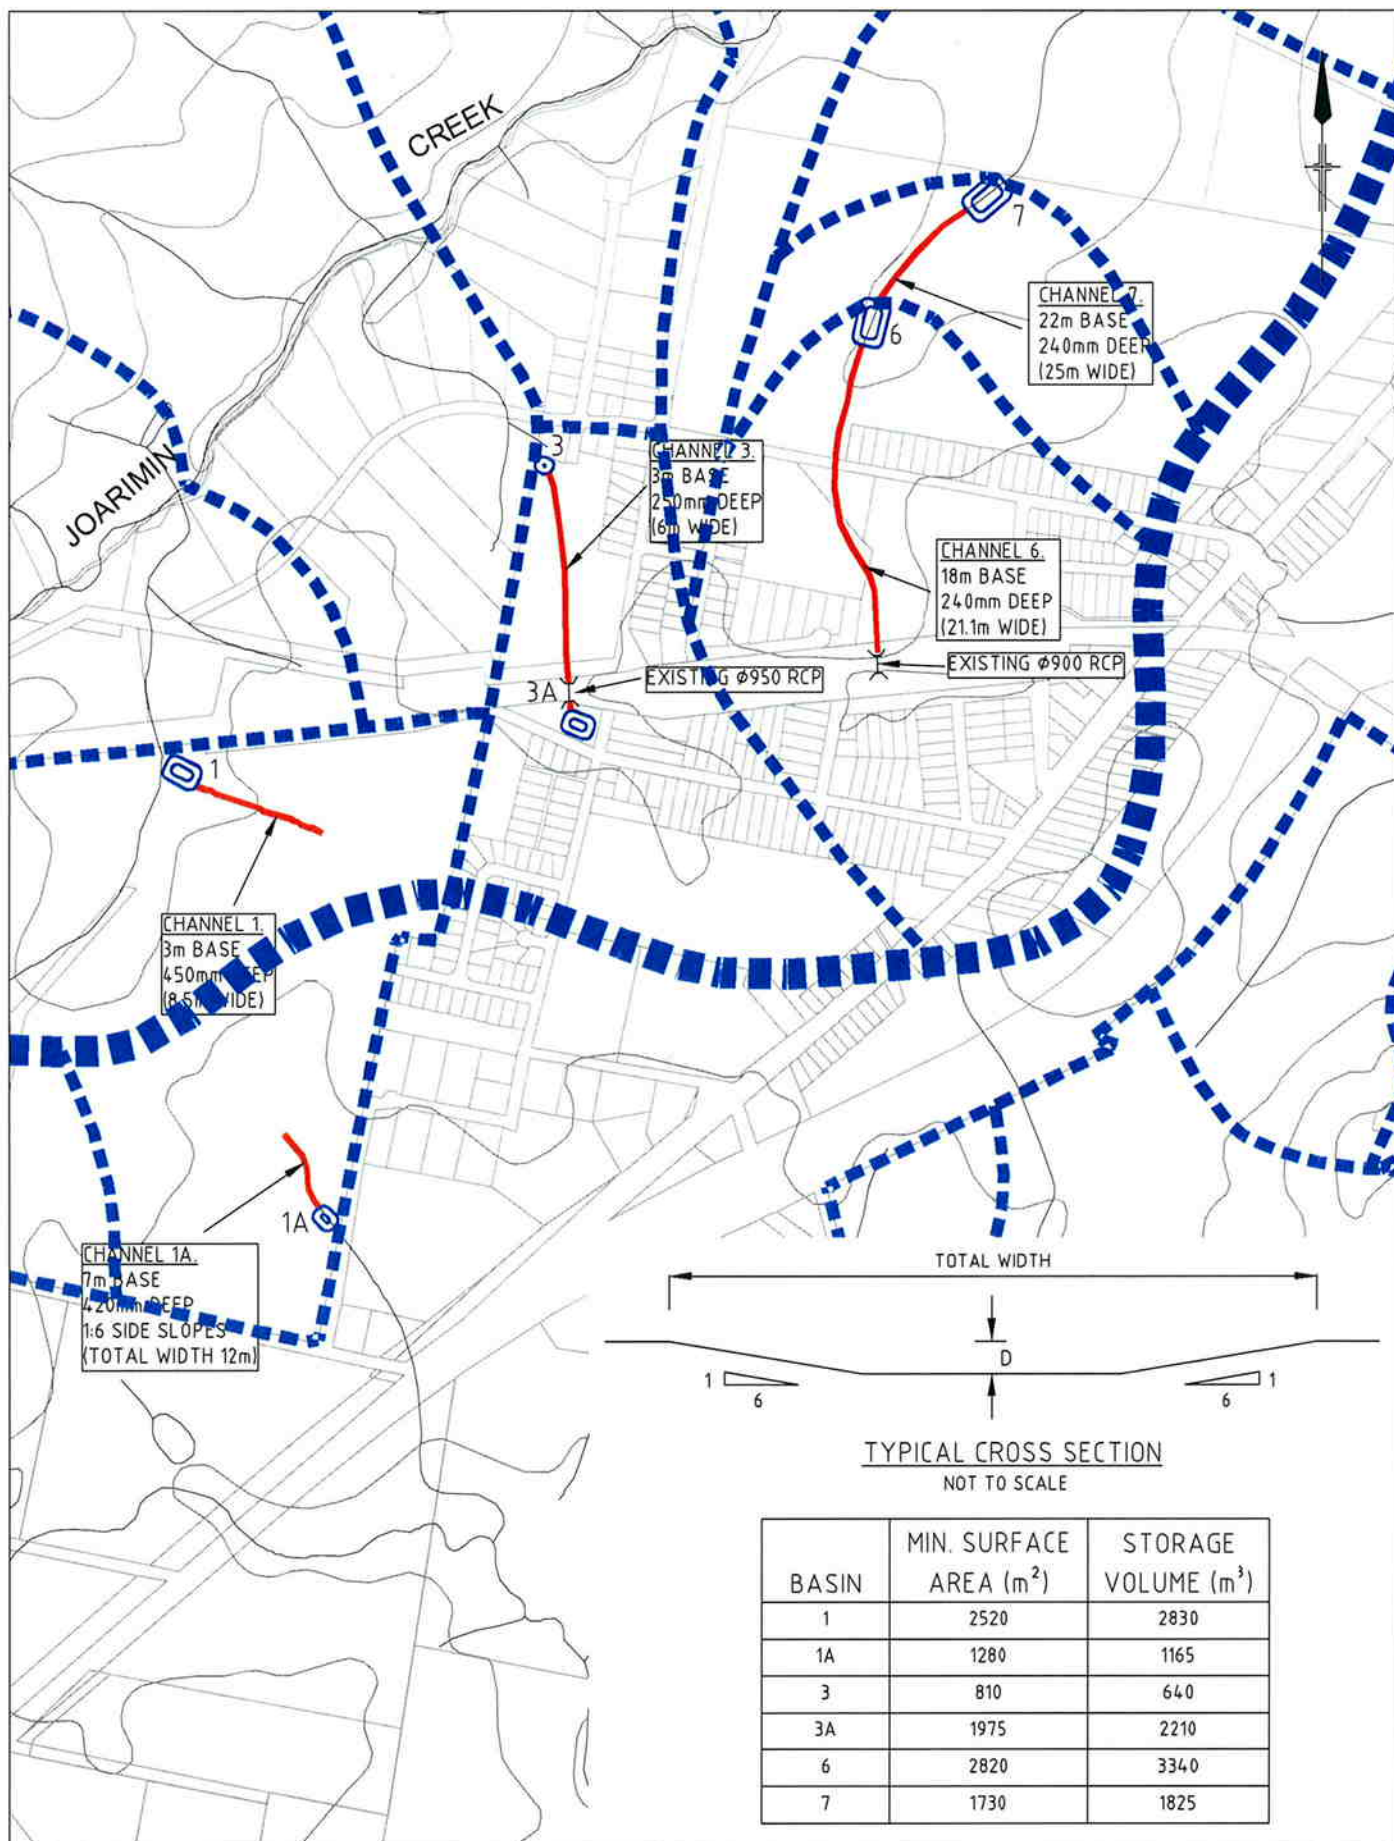 CREEK
JOARIMIN
7
CHANNEL 7.
22m BASE
240mm DEEP
(25m WIDE)
6
3
CHANNEL 3.
3m BASE
250mm DEEP
(6m WIDE)
CHANNEL 6.
18m BASE
240mm DEEP
(21.1m WIDE)
EXISTING Ø900 RCP
EXISTING Ø950 RCP
3A
1
CHANNEL 1.
3m BASE
450mm DEEP
1A
CHANNEL 1A.
7m BASE
420mm DEEP
1:6 SIDE SLOPES
(TOTAL WIDTH 12m)
TOTAL WIDTH
D
1
6
6
1
TYPICAL CROSS SECTION
NOT TO SCALE
BASIN MIN. SURFACE AREA (m²) STORAGE VOLUME (m³)
1 2520 2830
1A 1280 1165
3 810 640
3A 1975 2210
6 2820 3340
7 1730 1825